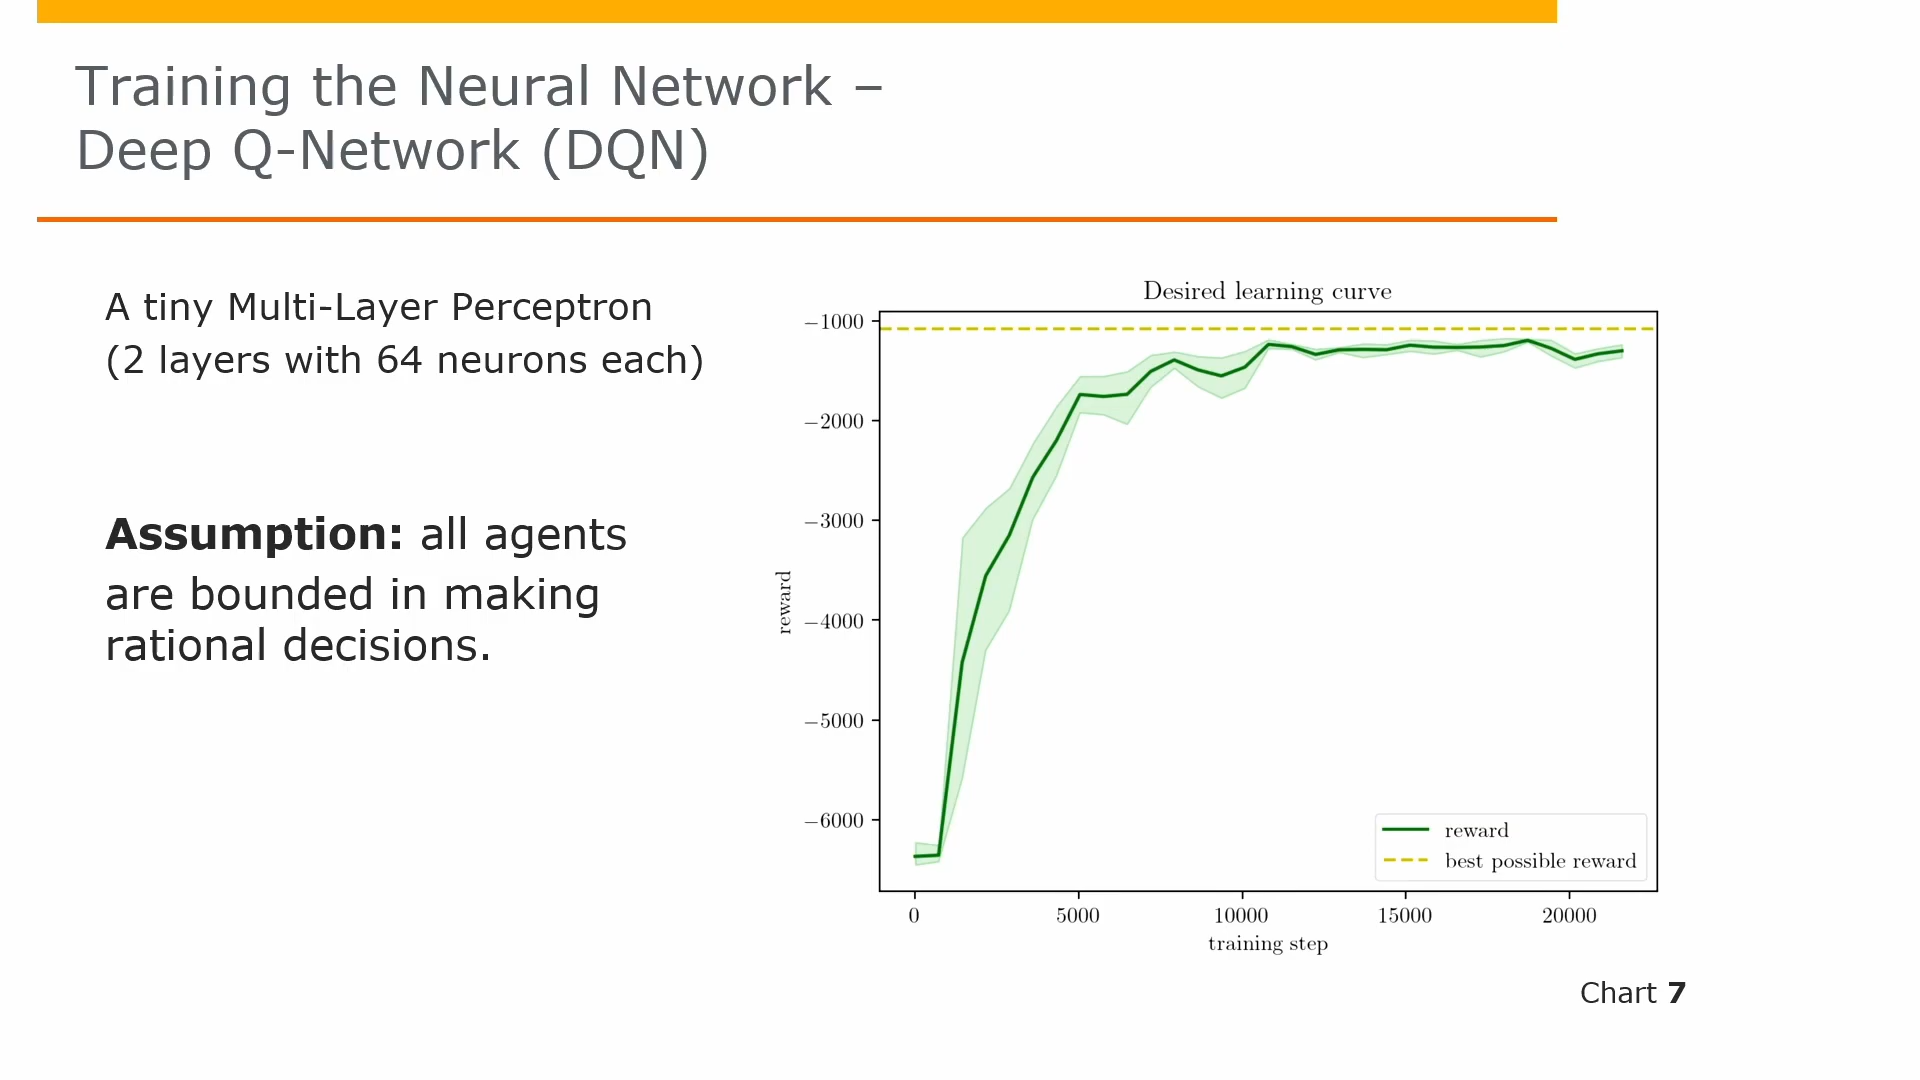 Training the Neural Network –
Deep Q-Network (DQN)
A tiny Multi-Layer Perceptron
(2 layers with 64 neurons each)
Assumption: all agents
are bounded in making
rational decisions.
Desired learning curve
−1000
−2000
−3000
−4000
−5000
−6000
reward
reward
best possible reward
0 5000 10000 15000 20000
training step
Chart 7